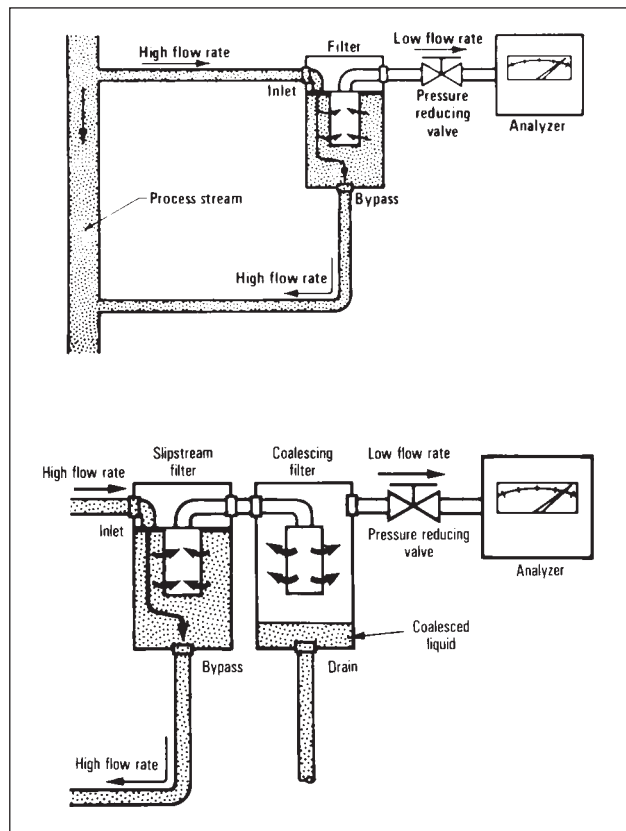 High flow rate
Filter
Low flow rate
Inlet
Pressure
reducing
valve
Analyzer
Process stream
Bypass
High flow rate
Slipstream
filter
Coalescing
filter
Low flow rate
High flow rate
Inlet
Pressure reducing
valve
Analyzer
Coalesced
liquid
Bypass
Drain
High flow rate